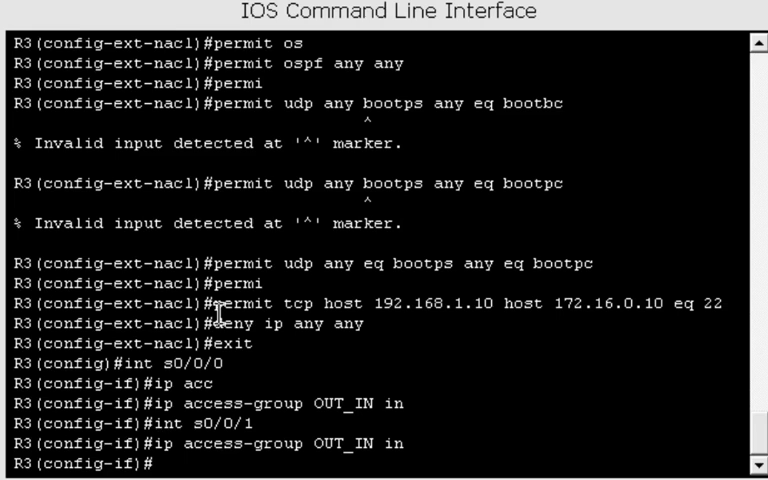 IOS Command Line Interface
R3(config-ext-nacl)#permit os
R3(config-ext-nacl)#permit ospf any any
R3(config-ext-nacl)#permi
R3(config-ext-nacl)#permit udp any bootps any eq bootbc
^
% Invalid input detected at '^' marker.
R3(config-ext-nacl)#permit udp any bootps any eq bootpc
^
% Invalid input detected at '^' marker.
R3(config-ext-nacl)#permit udp any eq bootps any eq bootpc
R3(config-ext-nacl)#permi
R3(config-ext-nacl)#permit tcp host 192.168.1.10 host 172.16.0.10 eq 22
R3(config-ext-nacl)#deny ip any any
R3(config-ext-nacl)#exit
R3(config)#int s0/0/0
R3(config-if)#ip acc
R3(config-if)#ip access-group OUT_IN in
R3(config-if)#int s0/0/1
R3(config-if)#ip access-group OUT_IN in
R3(config-if)#